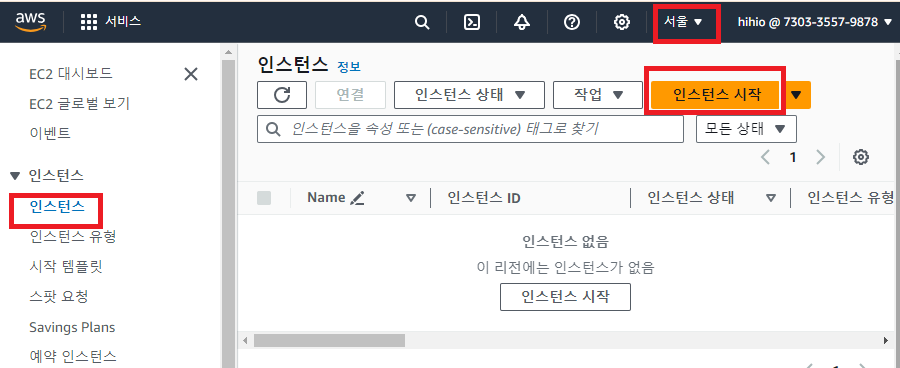 aws 서비스 서울 hihio @ 7303-3557-9878
EC2 대시보드
EC2 글로벌 보기
이벤트
인스턴스
인스턴스
인스턴스 유형
시작 템플릿
스팟 요청
Savings Plans
예약 인스턴스
인스턴스 정보
연결 인스턴스 상태 작업 인스턴스 시작
인스턴스을 속성 또는 (case-sensitive) 태그로 찾기 모든 상태
1
Name 인스턴스 ID 인스턴스 상태 인스턴스 유형
인스턴스 없음
이 리전에는 인스턴스가 없음
인스턴스 시작